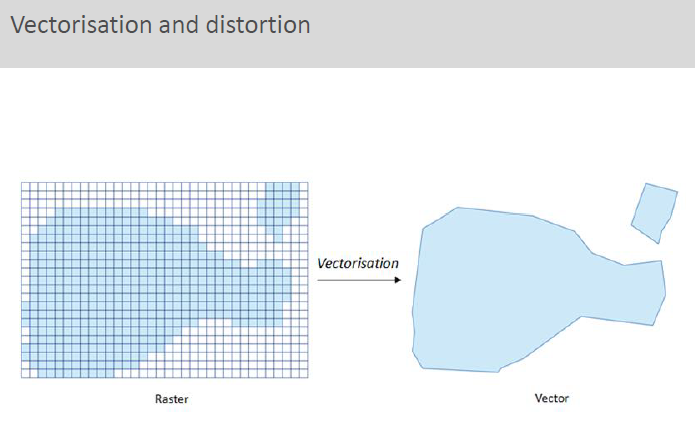 Vectorisation and distortion
Vectorisation
Raster
Vector